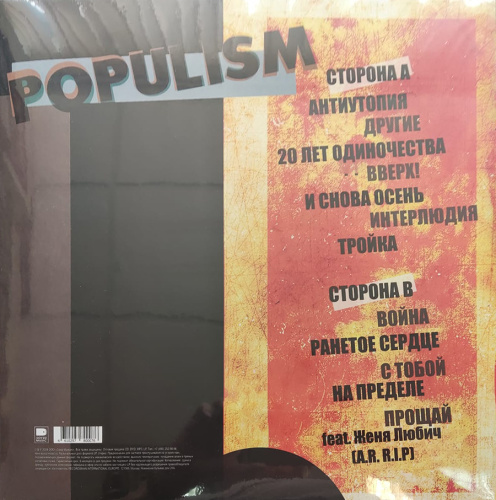 POPULISM
СТОРОНА А
АНТИУТОПИЯ
ДРУГИЕ
20 ЛЕТ ОДИНОЧЕСТВА
ВВЕРХ!
И СНОВА ОСЕНЬ
ИНТЕРЛЮДИЯ
ТРОЙКА
СТОРОНА В
ВОЙНА
РАНЕТОЕ СЕРДЦЕ
С ТОБОЙ
НА ПРЕДЕЛЕ
ПРОЩАЙ
feat. Женя Любич
(A.R. R.I.P)